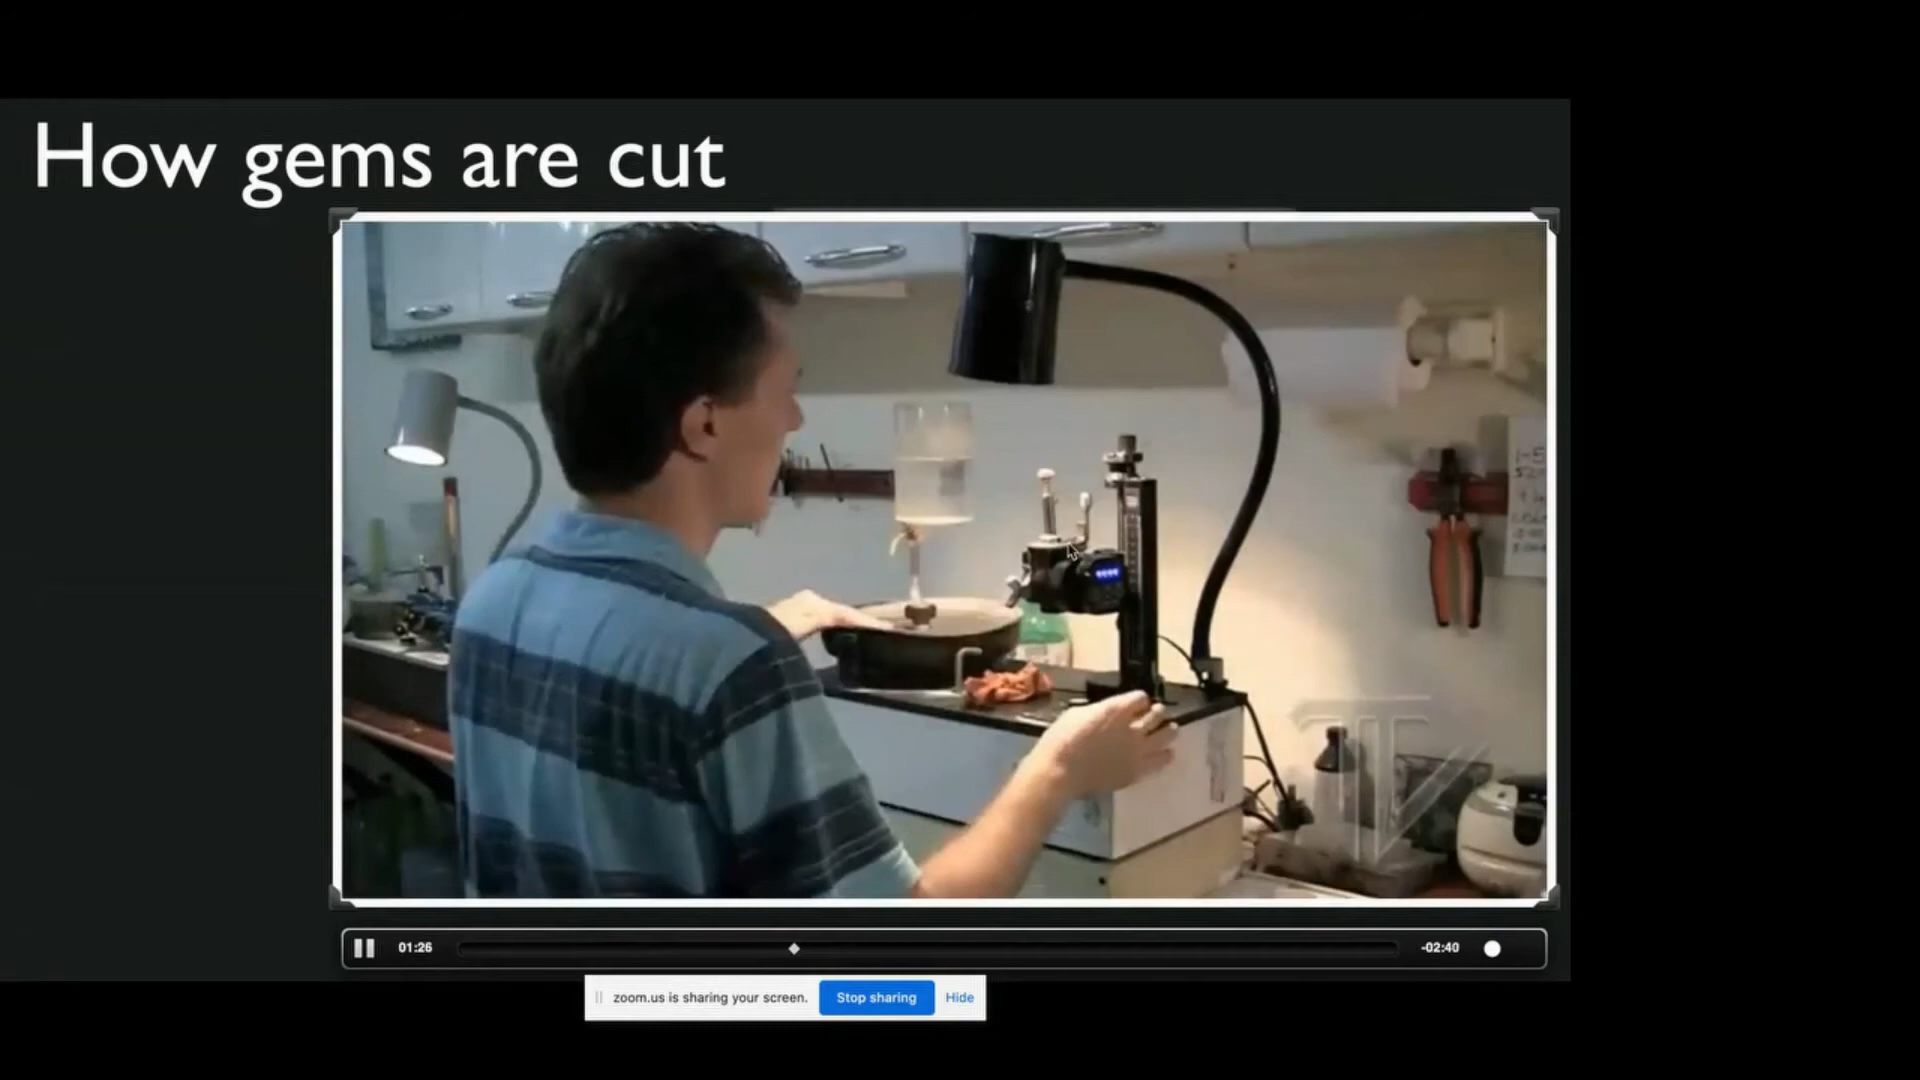 How gems are cut
01:26
-02:40
zoom.us is sharing your screen.
Stop sharing
Hide